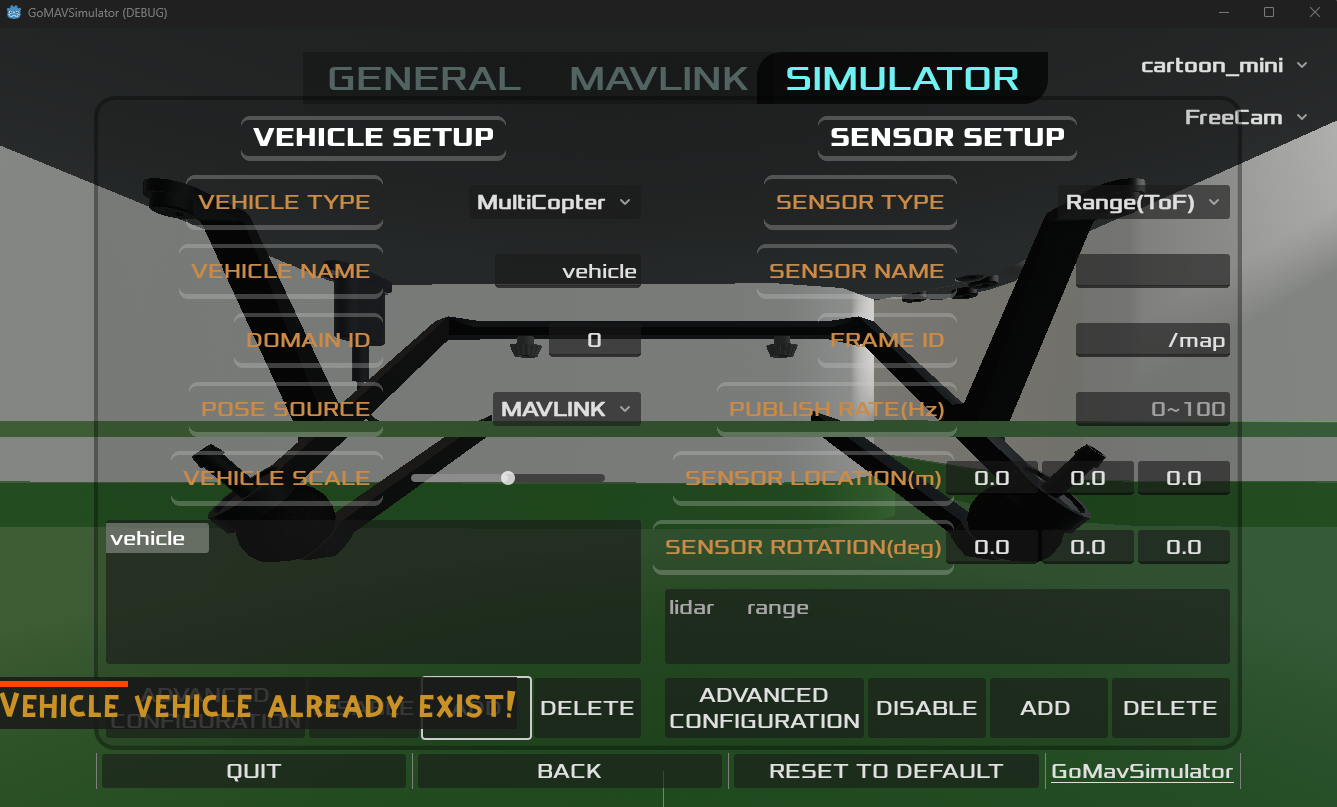 GoMAVSimulator (DEBUG)
GENERAL MAVLINK SIMULATOR
cartoon_mini
FreeCam
VEHICLE SETUP
SENSOR SETUP
VEHICLE TYPE MultiCopter
SENSOR TYPE Range(ToF)
VEHICLE NAME vehicle
SENSOR NAME
DOMAIN ID 0
FRAME ID /map
POSE SOURCE MAVLINK
PUBLISH RATE(Hz) 0~100
VEHICLE SCALE
SENSOR LOCATION(m) 0.0 0.0 0.0
vehicle
SENSOR ROTATION(deg) 0.0 0.0 0.0
lidar range
VEHICLE VEHICLE ALREADY EXIST!
ADVANCED
CONFIGURATION
DELETE
ADVANCED
CONFIGURATION
DISABLE ADD DELETE
QUIT BACK RESET TO DEFAULT GoMavSimulator